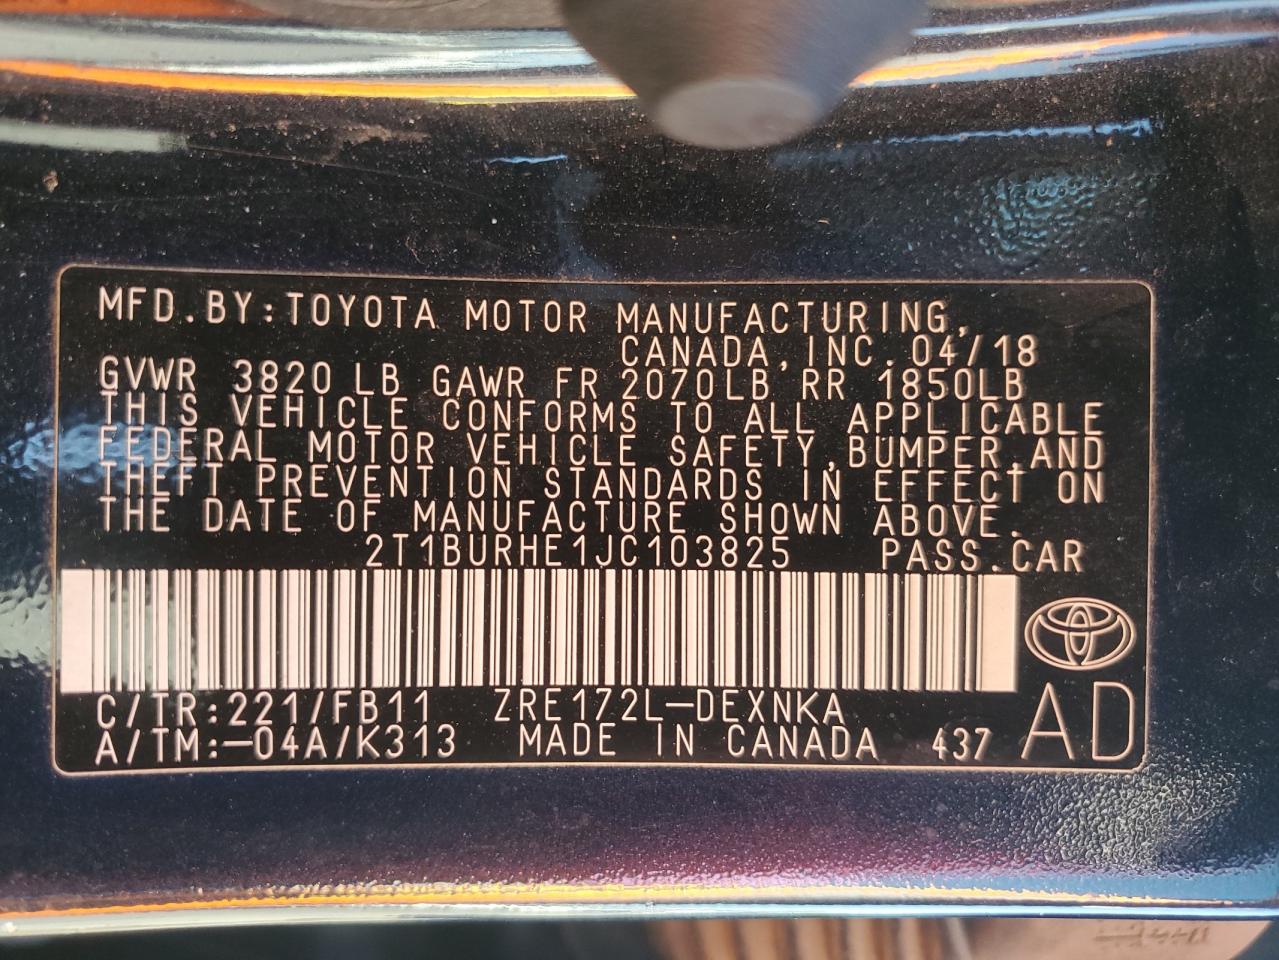 MFD.BY:TOYOTA MOTOR MANUFACTURING,
CANADA,INC.04/18
GVWR 3820LB GAWR FR 2070LB RR 1850LB
THIS VEHICLE CONFORMS TO ALL APPLICABLE
FEDERAL MOTOR VEHICLE SAFETY,BUMPER,AND
THEFT PREVENTION STANDARDS IN EFFECT ON
THE DATE OF MANUFACTURE SHOWN ABOVE.
2T1BURHE1JC103825 PASS.CAR
C/TR:221/FB11 ZRE172L-DEXNKA
A/TM:-04A/K313 MADE IN CANADA 437 AD